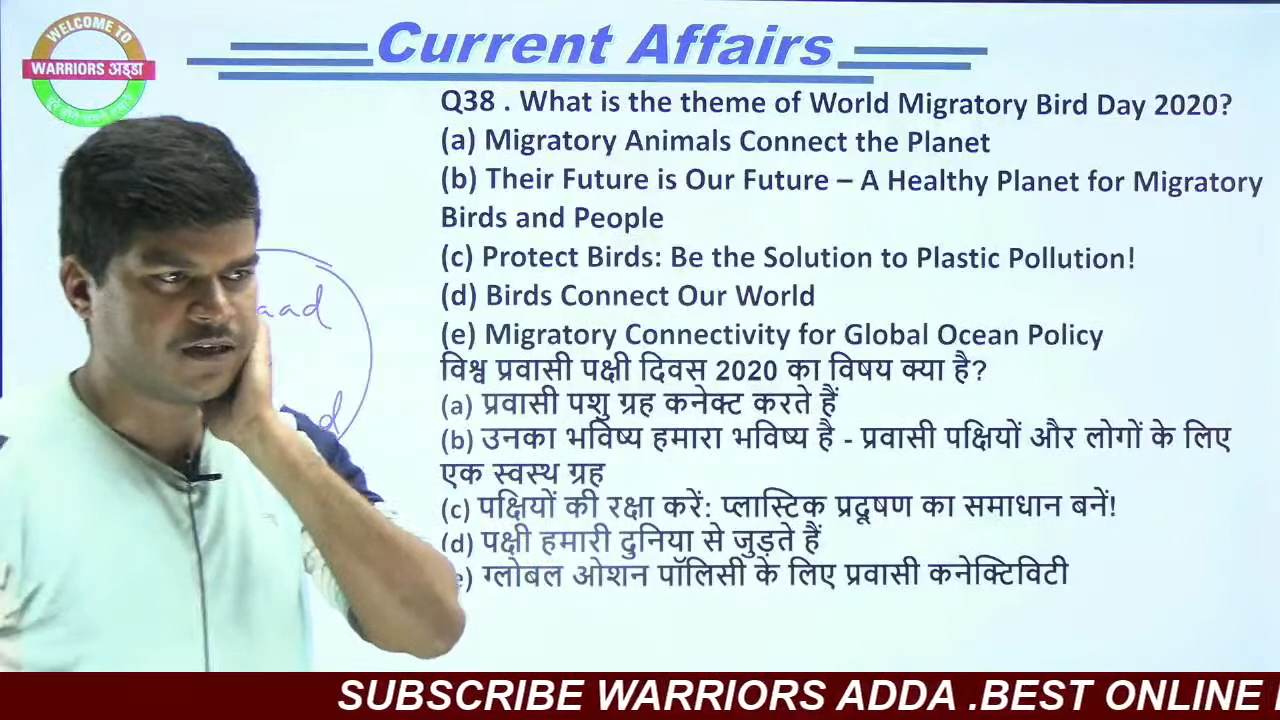 WELCOME TO
WARRIORS अड्डा
Current Affairs
Q38 . What is the theme of World Migratory Bird Day 2020?
(a) Migratory Animals Connect the Planet
(b) Their Future is Our Future – A Healthy Planet for Migratory
Birds and People
(c) Protect Birds: Be the Solution to Plastic Pollution!
(d) Birds Connect Our World
(e) Migratory Connectivity for Global Ocean Policy
विश्व प्रवासी पक्षी दिवस 2020 का विषय क्या है?
(a) प्रवासी पशु ग्रह कनेक्ट करते हैं
(b) उनका भविष्य हमारा भविष्य है - प्रवासी पक्षियों और लोगों के लिए
एक स्वस्थ ग्रह
(c) पक्षियों की रक्षा करें: प्लास्टिक प्रदूषण का समाधान बनें!
(d) पक्षी हमारी दुनिया से जुड़ते हैं
e) ग्लोबल ओशन पॉलिसी के लिए प्रवासी कनेक्टिविटी
aad
d
SUBSCRIBE WARRIORS ADDA .BEST ONLINE